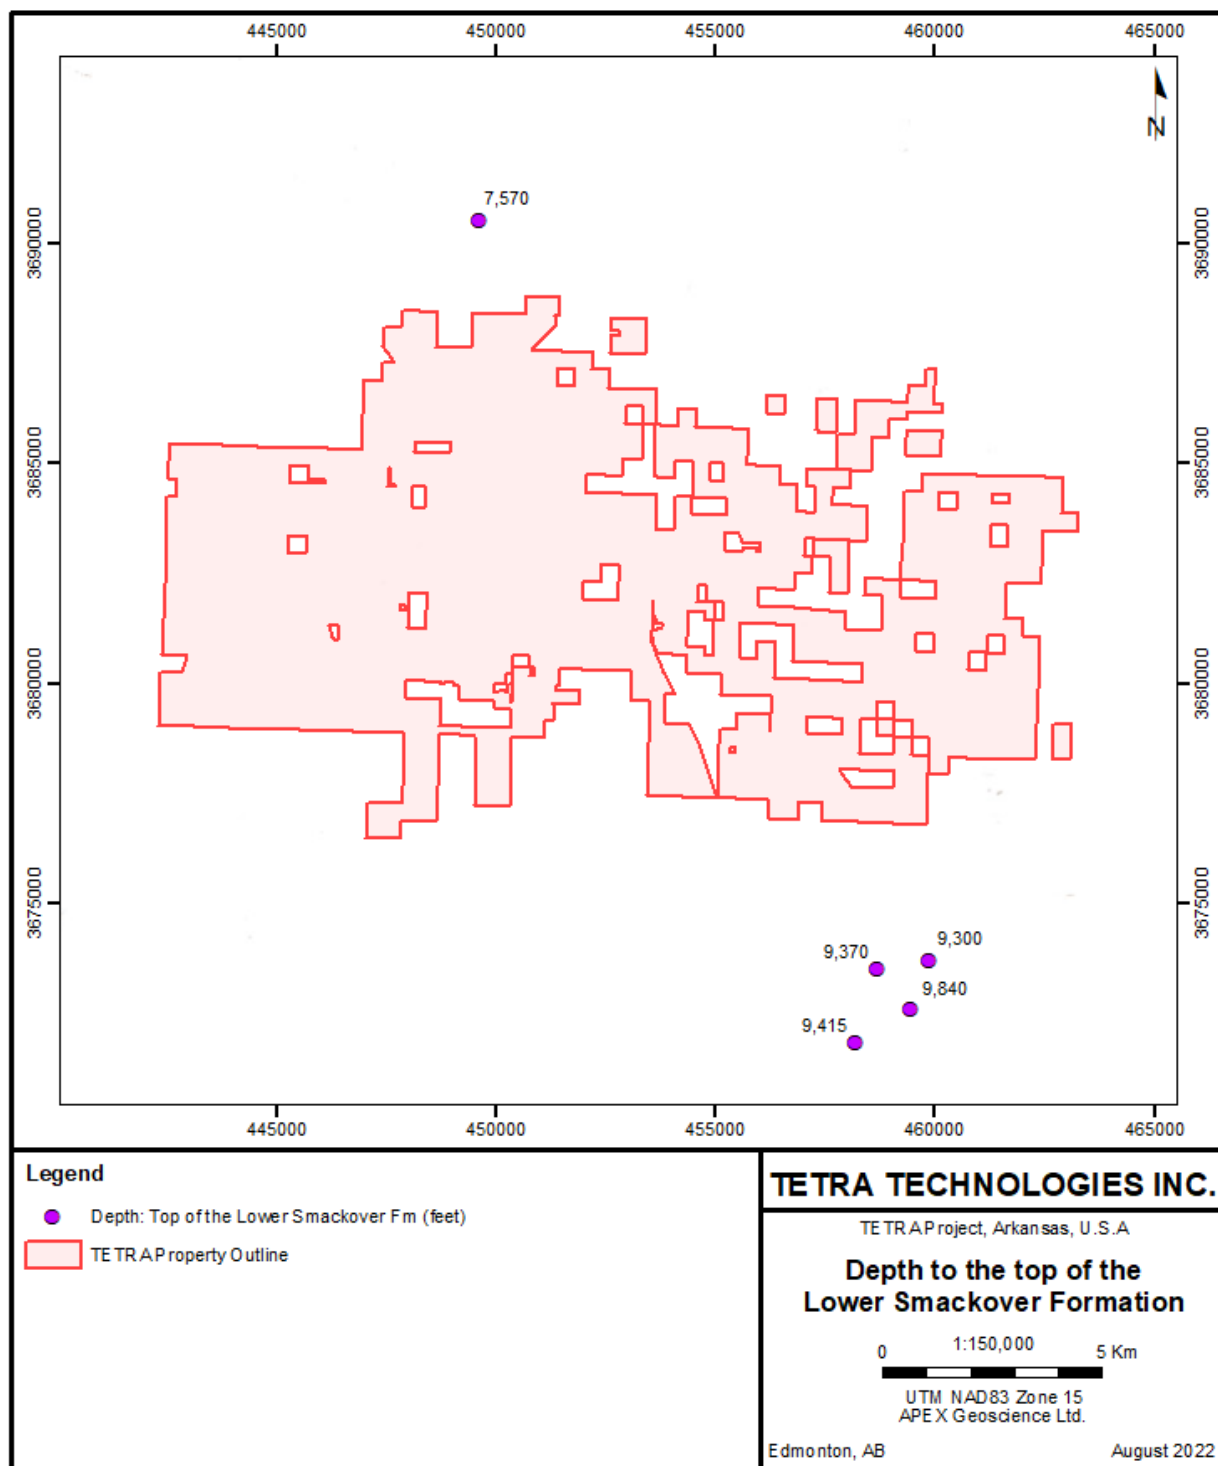 445000 450000 455000 460000 465000
N
7,570
3690000 3690000
3685000 3685000
3680000 3680000
3675000 3675000
9,370 9,300
9,840
9,415
445000 450000 455000 460000 465000
Legend
Depth: Top of the Lower Smackover Fm (feet)
TETRA Property Outline
TETRA TECHNOLOGIES INC.
TETRA Project, Arkansas, U.S.A
Depth to the top of the
Lower Smackover Formation
1:150,000
0 5 Km
UTM NAD83 Zone 15
APEX Geoscience Ltd.
Edmonton, AB August 2022